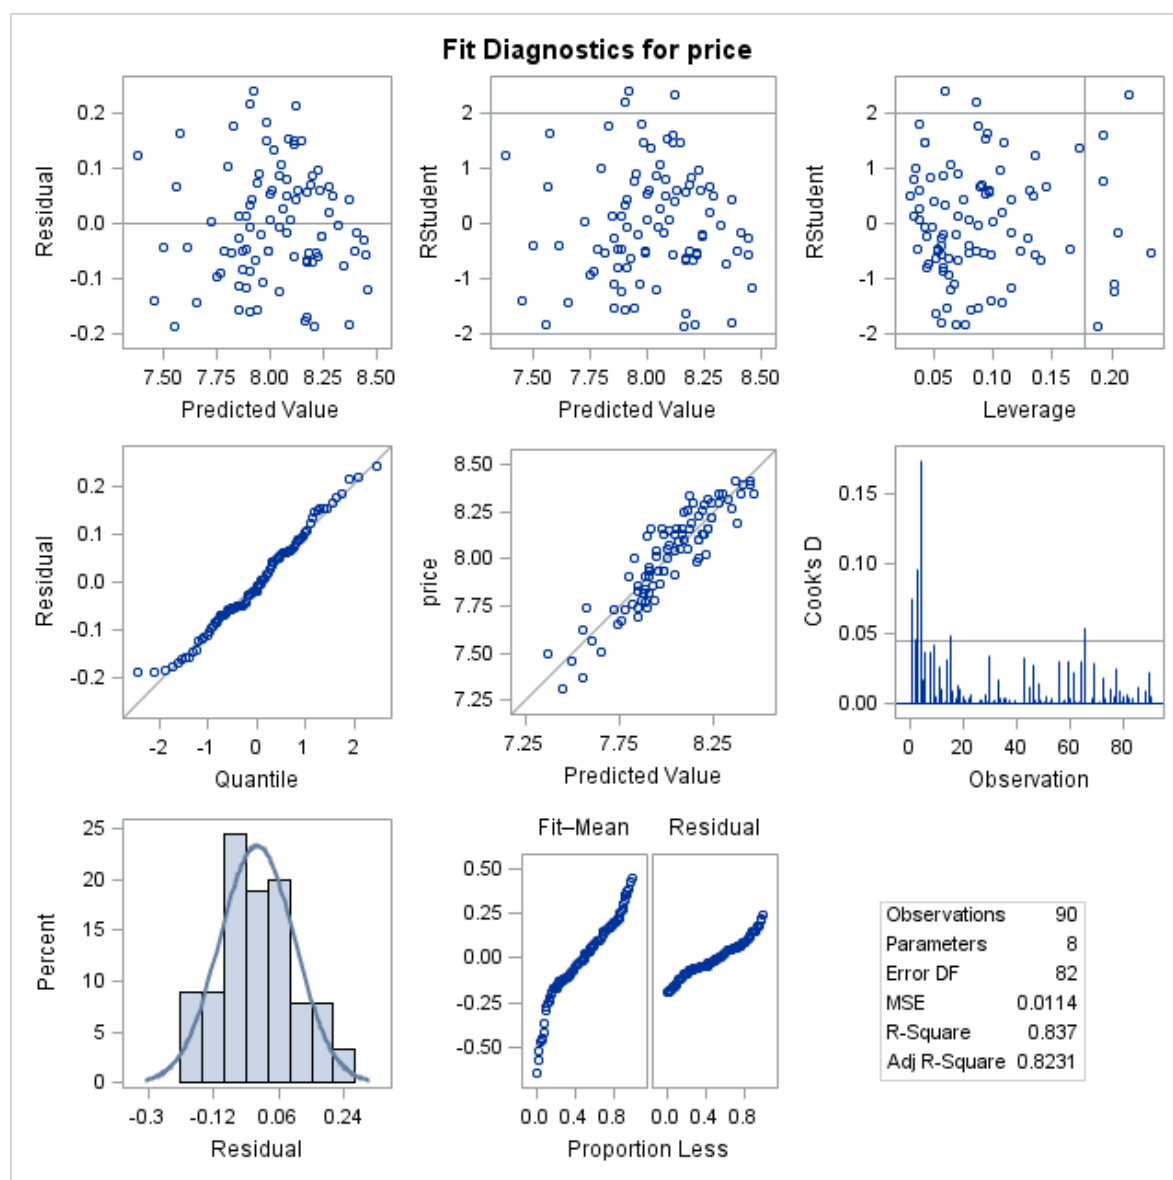 Fit Diagnostics for price
Residual
0.2
0.1
0.0
-0.1
-0.2
7.50 7.75 8.00 8.25 8.50
Predicted Value
RStudent
2
1
0
-1
-2
7.50 7.75 8.00 8.25 8.50
Predicted Value
RStudent
2
1
0
-1
-2
0.05 0.10 0.15 0.20
Leverage
Residual
0.2
0.1
0.0
-0.1
-0.2
-2 -1 0 1 2
Quantile
price
8.50
8.25
8.00
7.75
7.50
7.25
7.25 7.75 8.25
Predicted Value
Cook's D
0.15
0.10
0.05
0.00
0 20 40 60 80
Observation
Percent
25
20
15
10
5
0
-0.3 -0.12 0.06 0.24
Residual
Fit–Mean Residual
0.50
0.25
0.00
-0.25
-0.50
0.0 0.4 0.8 0.0 0.4 0.8
Proportion Less
Observations 90
Parameters 8
Error DF 82
MSE 0.0114
R-Square 0.837
Adj R-Square 0.8231